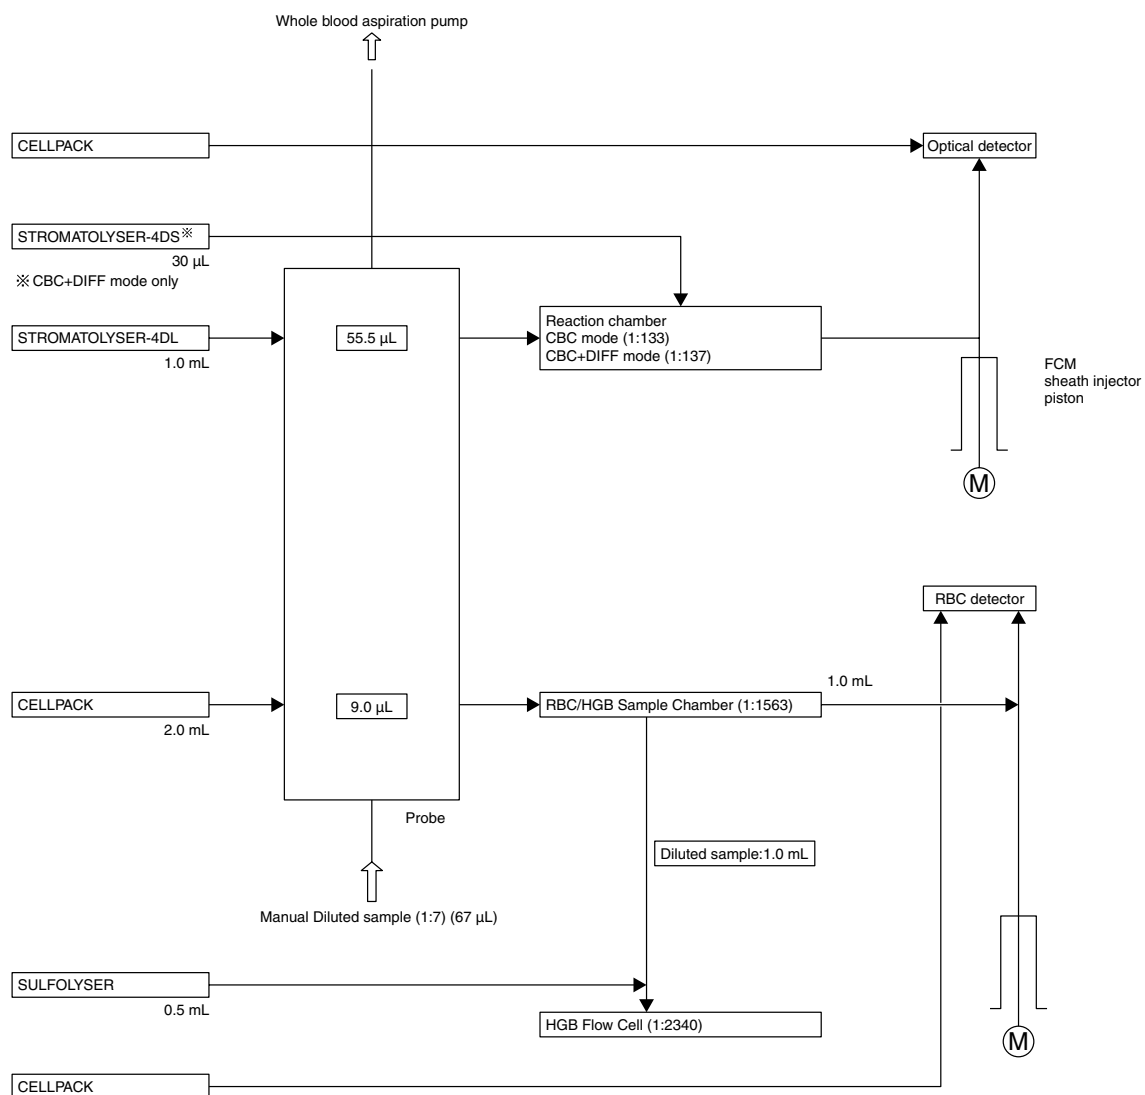 Whole blood aspiration pump
CELLPACK
Optical detector
STROMATOLYSER-4DS※
30 µL
※ CBC+DIFF mode only
STROMATOLYSER-4DL
1.0 mL
55.5 µL
Reaction chamber
CBC mode (1:133)
CBC+DIFF mode (1:137)
FCM
sheath injector
piston
M
RBC detector
CELLPACK
2.0 mL
9.0 µL
RBC/HGB Sample Chamber (1:1563)
1.0 mL
Probe
Diluted sample:1.0 mL
Manual Diluted sample (1:7) (67 µL)
SULFOLYSER
0.5 mL
HGB Flow Cell (1:2340)
M
CELLPACK